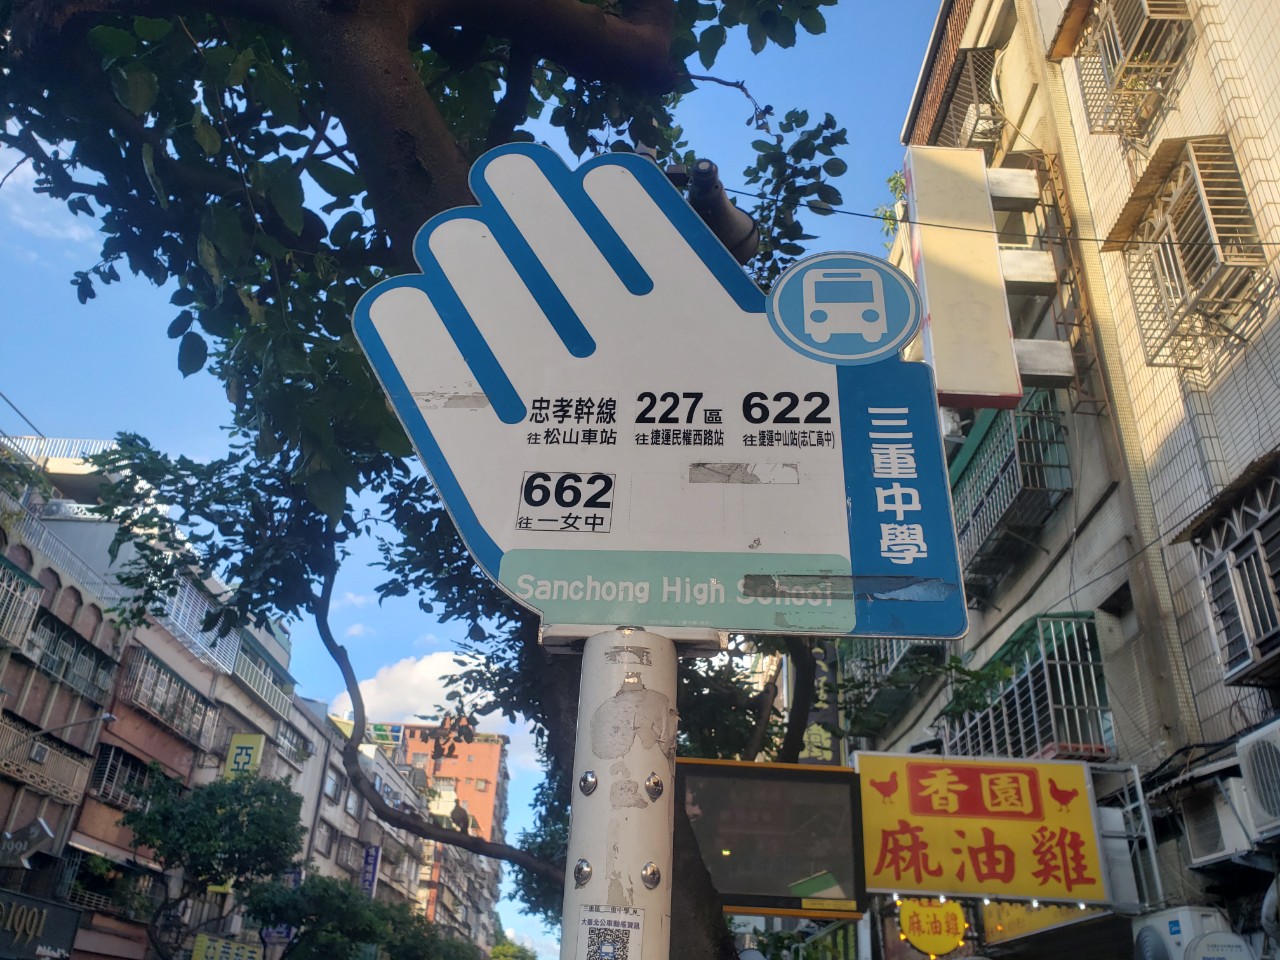 忠孝幹線
往松山車站
227區
往捷運民權西路站
622
往捷運中山站(志仁高中)
662
往一女中
三重中學
Sanchong High School
香園
麻油雞
麻油雞
亞
1991